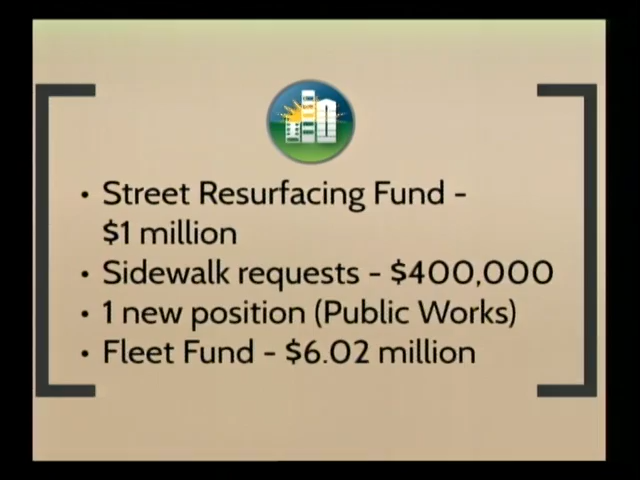 • Street Resurfacing Fund -
$1 million
• Sidewalk requests - $400,000
• 1 new position (Public Works)
• Fleet Fund - $6.02 million